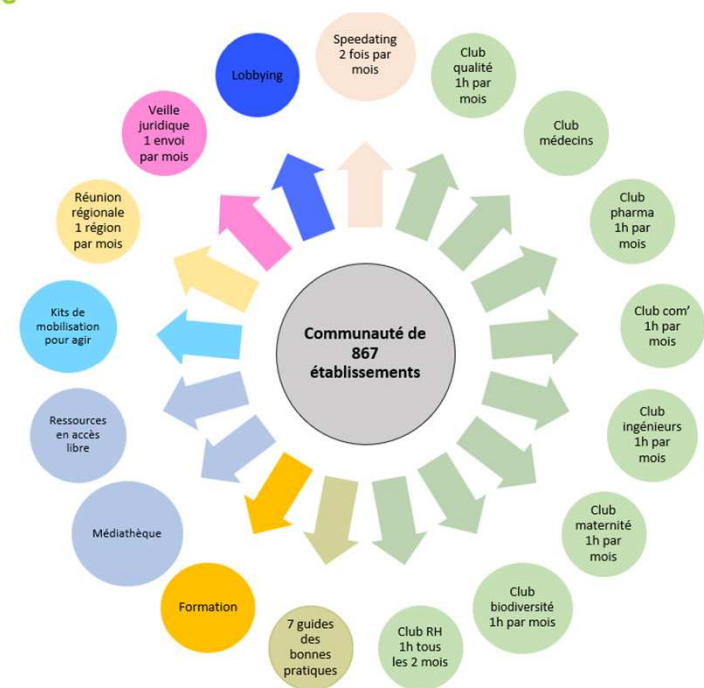 Speedating
2 fois par
mois
Club
qualité
1h par
mois
Club
médecins
Club
pharma
1h par
mois
Club com’
1h par
mois
Club
ingénieurs
1h par
mois
Club
maternité
1h par
mois
Club
biodiversité
1h par mois
Club RH
1h tous
les 2 mois
7 guides
des
bonnes
pratiques
Formation
Médiathèque
Ressources
en accès
libre
Kits de
mobilisation
pour agir
Réunion
régionale
1 région
par mois
Veille
juridique
1 envoi
par mois
Lobbying
Communauté de
867
établissements